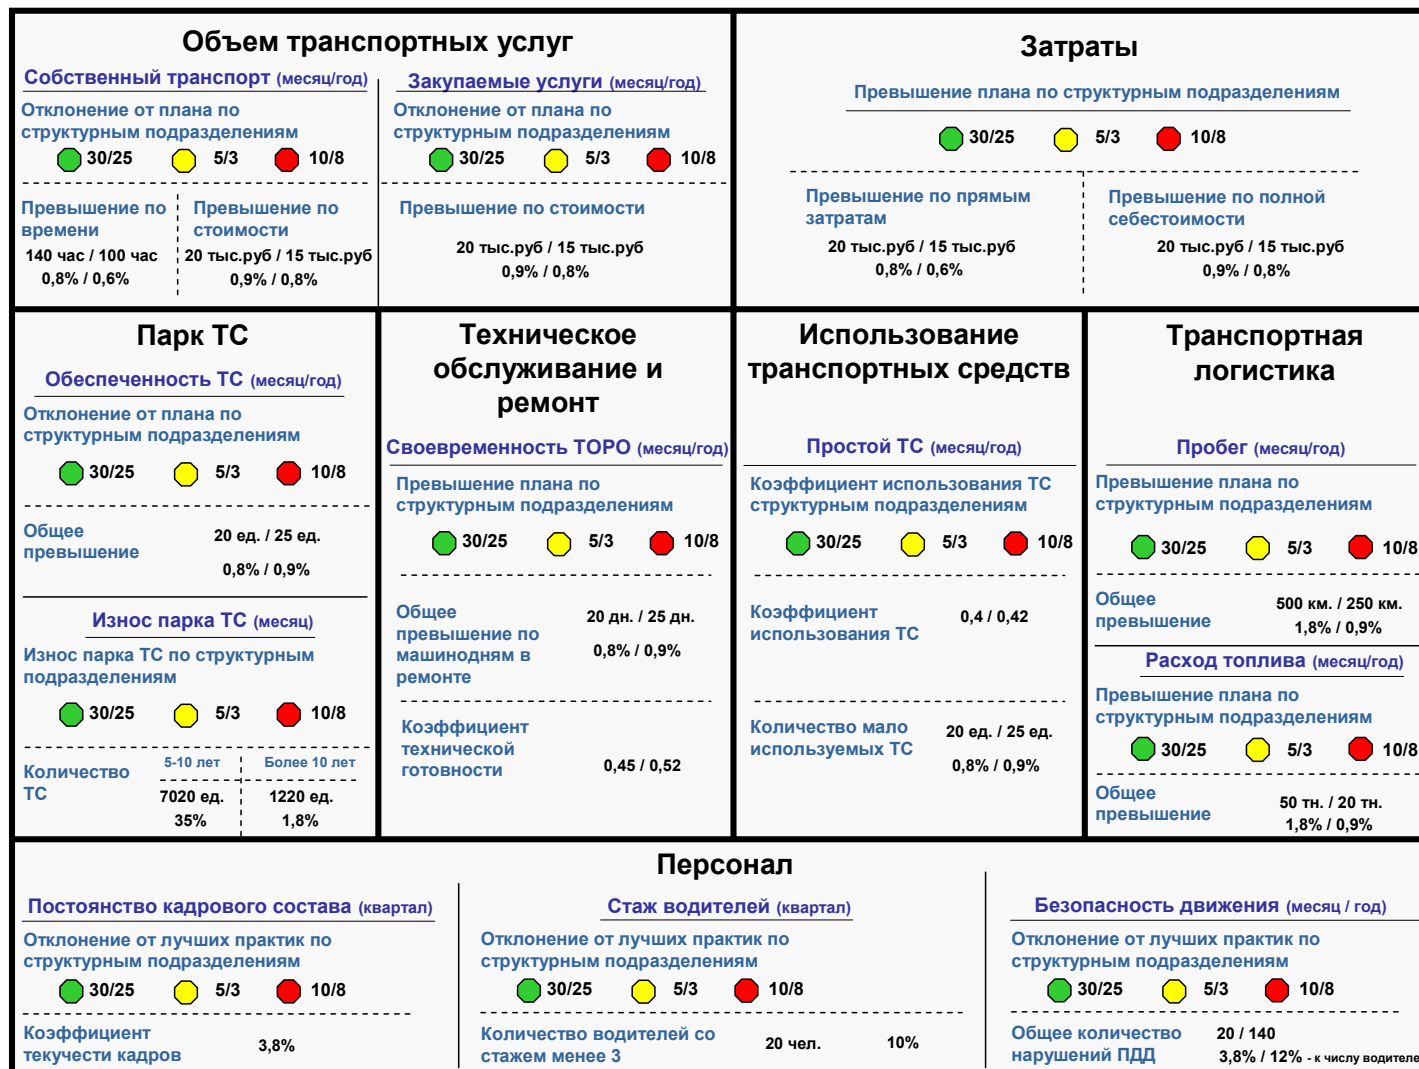 Объем транспортных услуг
Собственный транспорт (месяц/год)
Отклонение от плана по
структурным подразделениям
30/25 5/3 10/8
Превышение по
времени
140 час / 100 час
0,8% / 0,6%
Превышение по
стоимости
20 тыс.руб / 15 тыс.руб
0,9% / 0,8%
Закупаемые услуги (месяц/год)
Отклонение от плана по
структурным подразделениям
30/25 5/3 10/8
Превышение по стоимости
20 тыс.руб / 15 тыс.руб
0,9% / 0,8%
Затраты
Превышение плана по структурным подразделениям
30/25 5/3 10/8
Превышение по прямым
затратам
20 тыс.руб / 15 тыс.руб
0,8% / 0,6%
Превышение по полной
себестоимости
20 тыс.руб / 15 тыс.руб
0,9% / 0,8%
Парк ТС
Обеспеченность ТС (месяц/год)
Отклонение от плана по
структурным подразделениям
30/25 5/3 10/8
Общее
превышение
20 ед. / 25 ед.
0,8% / 0,9%
Износ парка ТС (месяц)
Износ парка ТС по структурным
подразделениям
30/25 5/3 10/8
Количество
ТС
5-10 лет
7020 ед.
35%
Более 10 лет
1220 ед.
1,8%
Техническое
обслуживание и
ремонт
Своевременность ТОРО (месяц/год)
Превышение плана по
структурным подразделениям
30/25 5/3 10/8
Общее
превышение по
машинодням в
ремонте
20 дн. / 25 дн.
0,8% / 0,9%
Коэффициент
технической
готовности
0,45 / 0,52
Использование
транспортных средств
Простой ТС (месяц/год)
Коэффициент использования ТС
структурным подразделениям
30/25 5/3 10/8
Коэффициент
использования ТС
0,4 / 0,42
Количество мало
используемых ТС
20 ед. / 25 ед.
0,8% / 0,9%
Транспортная
логистика
Пробег (месяц/год)
Превышение плана по
структурным подразделениям
30/25 5/3 10/8
Общее
превышение
500 км. / 250 км.
1,8% / 0,9%
Расход топлива (месяц/год)
Превышение плана по
структурным подразделениям
30/25 5/3 10/8
Общее
превышение
50 тн. / 20 тн.
1,8% / 0,9%
Персонал
Постоянство кадрового состава (квартал)
Отклонение от лучших практик по
структурным подразделениям
30/25 5/3 10/8
Коэффициент
текучести кадров
3,8%
Стаж водителей (квартал)
Отклонение от лучших практик по
структурным подразделениям
30/25 5/3 10/8
Количество водителей со
стажем менее 3
20 чел. 10%
Безопасность движения (месяц / год)
Отклонение от лучших практик по
структурным подразделениям
30/25 5/3 10/8
Общее количество
нарушений ПДД
20 / 140
3,8% / 12% - к числу водителе